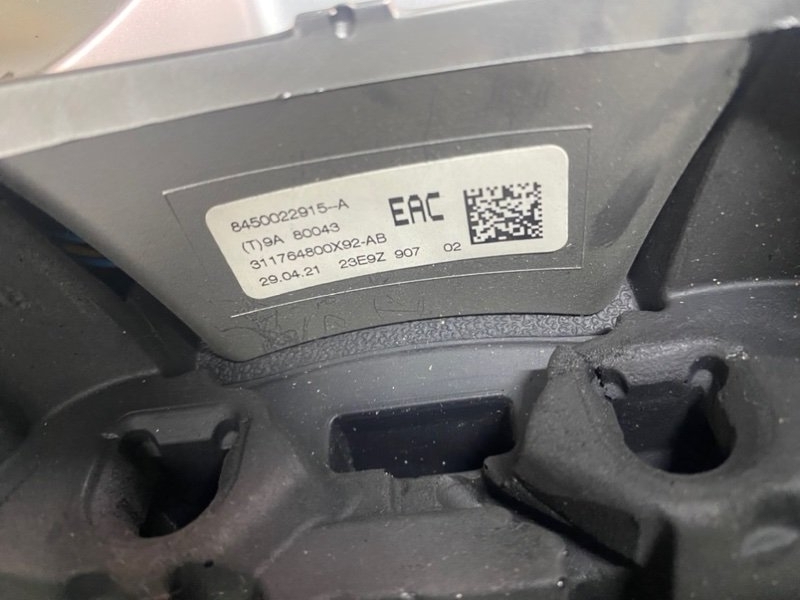 8450022915--A
EAC
(T)9A 80043
311764800X92-AB
29.04.21 23E9Z 907 02